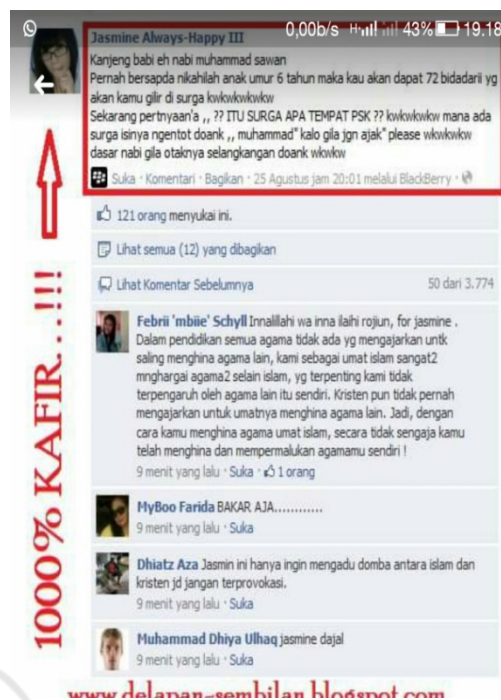 0,00b/s 43% 19.18
Jasmine Always-Happy III
Kanjeng babi eh nabi muhammad sawan
Pernah bersapda nikahilah anak umur 6 tahun maka kau akan dapat 72 bidadarii yg
akan kamu gilir di surga kwkwkwkwkw
Sekarang pertnyaan'a ,, ?? ITU SURGA APA TEMPAT PSK ?? kwkwkwkw mana ada
surga isinya ngentot doank ,, muhammad" kalo gila jgn ajak" please wkwkwkw
dasar nabi gila otaknya selangkangan doank wkwkw
Suka · Komentari · Bagikan · 25 Agustus jam 20:01 melalui BlackBerry ·
121 orang menyukai ini.
Lihat semua (12) yang dibagikan
Lihat Komentar Sebelumnya 50 dari 3.774
Febrii 'mbiie' Schyll Innalillahi wa inna ilaihi rojiun, for jasmine .
Dalam pendidikan semua agama tidak ada yg mengajarkan untk
saling menghina agama lain, kami sebagai umat islam sangat2
mnghargai agama2 selain islam, yg terpenting kami tidak
terpengaruh oleh agama lain itu sendiri. Kristen pun tidak pernah
mengajarkan untuk umatnya menghina agama lain. Jadi, dengan
cara kamu menghina agama umat islam, secara tidak sengaja kamu
telah menghina dan mempermalukan agamamu sendiri !
9 menit yang lalu · Suka · 1 orang
MyBoo Farida BAKAR AJA............
9 menit yang lalu · Suka
Dhiatz Aza Jasmin ini hanya ingin mengadu domba antara islam dan
kristen jd jangan terprovokasi.
9 menit yang lalu · Suka
Muhammad Dhiya Ulhaq jasmine dajal
9 menit yang lalu · Suka
1000% KAFIR...!!!
www.delapan-sembilan.blogspot.com